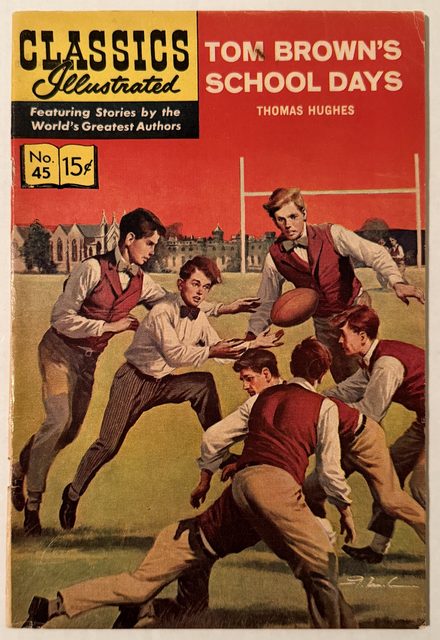 CLASSICS
Illustrated
Featuring Stories by the
World's Greatest Authors
TOM BROWN'S
SCHOOL DAYS
THOMAS HUGHES
No.
45
15¢